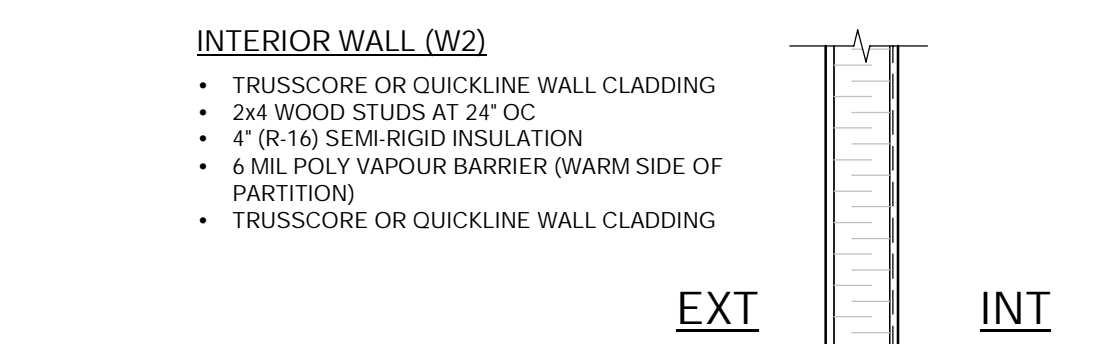 INTERIOR WALL (W2)
• TRUSSCORE OR QUICKLINE WALL CLADDING
• 2x4 WOOD STUDS AT 24" OC
• 4" (R-16) SEMI-RIGID INSULATION
• 6 MIL POLY VAPOUR BARRIER (WARM SIDE OF
PARTITION)
• TRUSSCORE OR QUICKLINE WALL CLADDING
EXT
INT